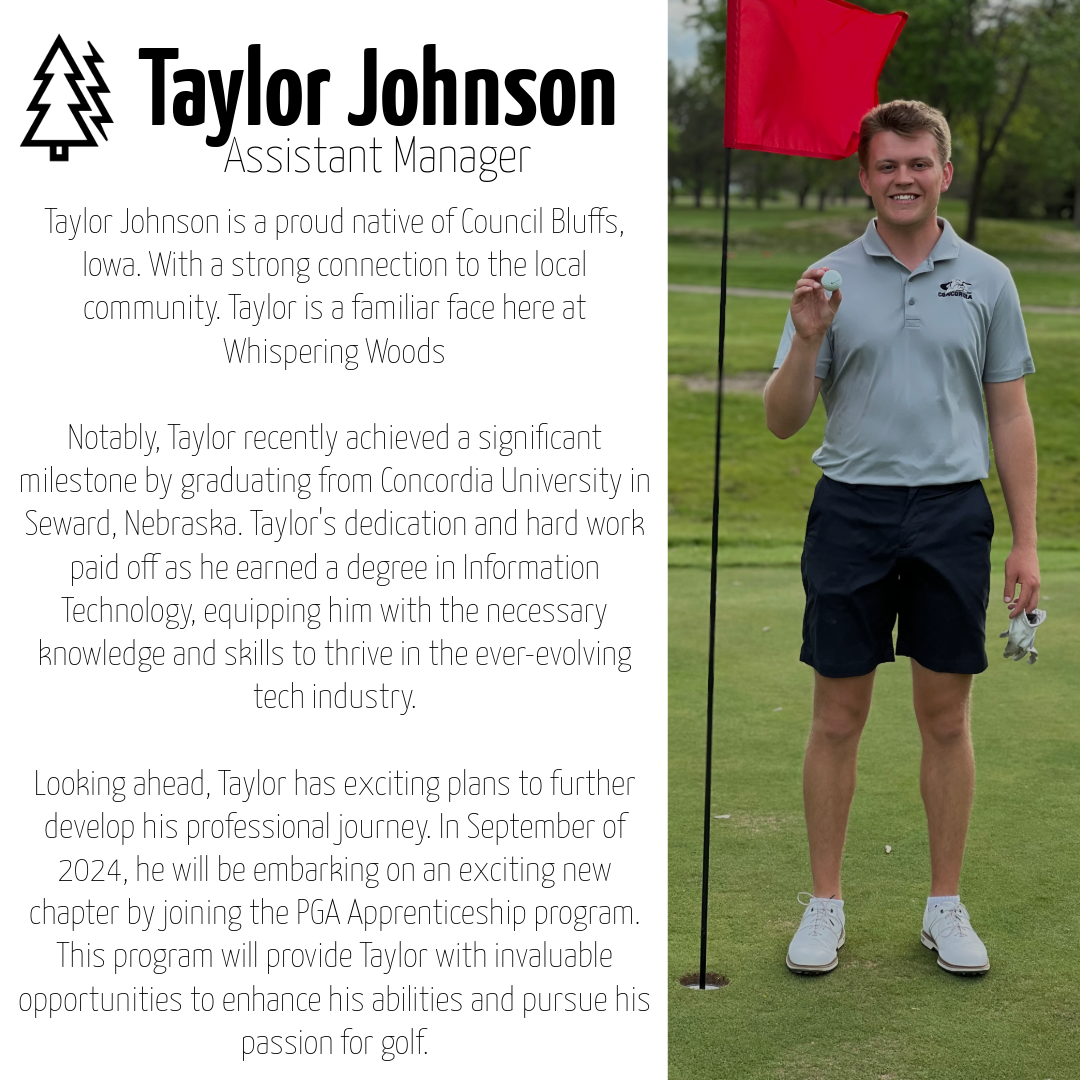 Taylor Johnson
Assistant Manager
Taylor Johnson is a proud native of Council Bluffs,
Iowa. With a strong connection to the local
community. Taylor is a familiar face here at
Whispering Woods
Notably, Taylor recently achieved a significant
milestone by graduating from Concordia University in
Seward, Nebraska. Taylor's dedication and hard work
paid off as he earned a degree in Information
Technology, equipping him with the necessary
knowledge and skills to thrive in the ever-evolving
tech industry.
Looking ahead, Taylor has exciting plans to further
develop his professional journey. In September of
2024, he will be embarking on an exciting new
chapter by joining the PGA Apprenticeship program.
This program will provide Taylor with invaluable
opportunities to enhance his abilities and pursue his
passion for golf.
CONCORDIA